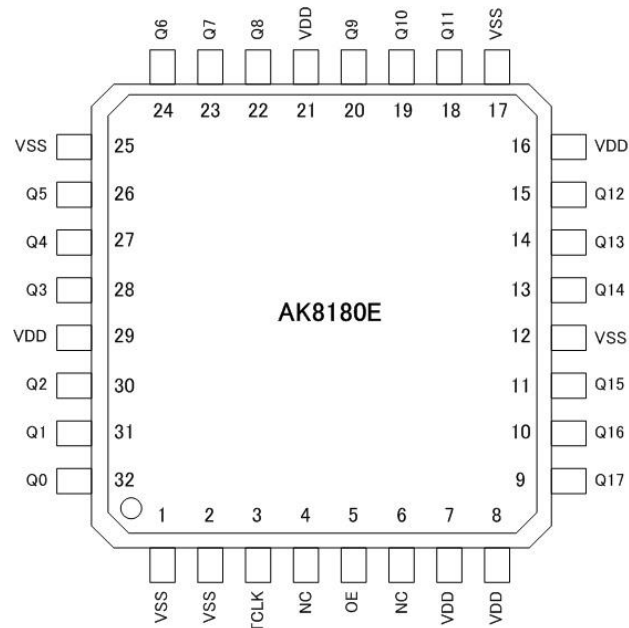 Q6 Q7 Q8 VDD Q9 Q10 Q11 VSS
24 23 22 21 20 19 18 17
VSS 25 16 VDD
Q5 26 15 Q12
Q4 27 14 Q13
Q3 28 13 Q14
AK8180E
VDD 29 12 VSS
Q2 30 11 Q15
Q1 31 10 Q16
Q0 32 9 Q17
1 2 3 4 5 6 7 8
VSS VSS TCLK NC OE NC VDD VDD